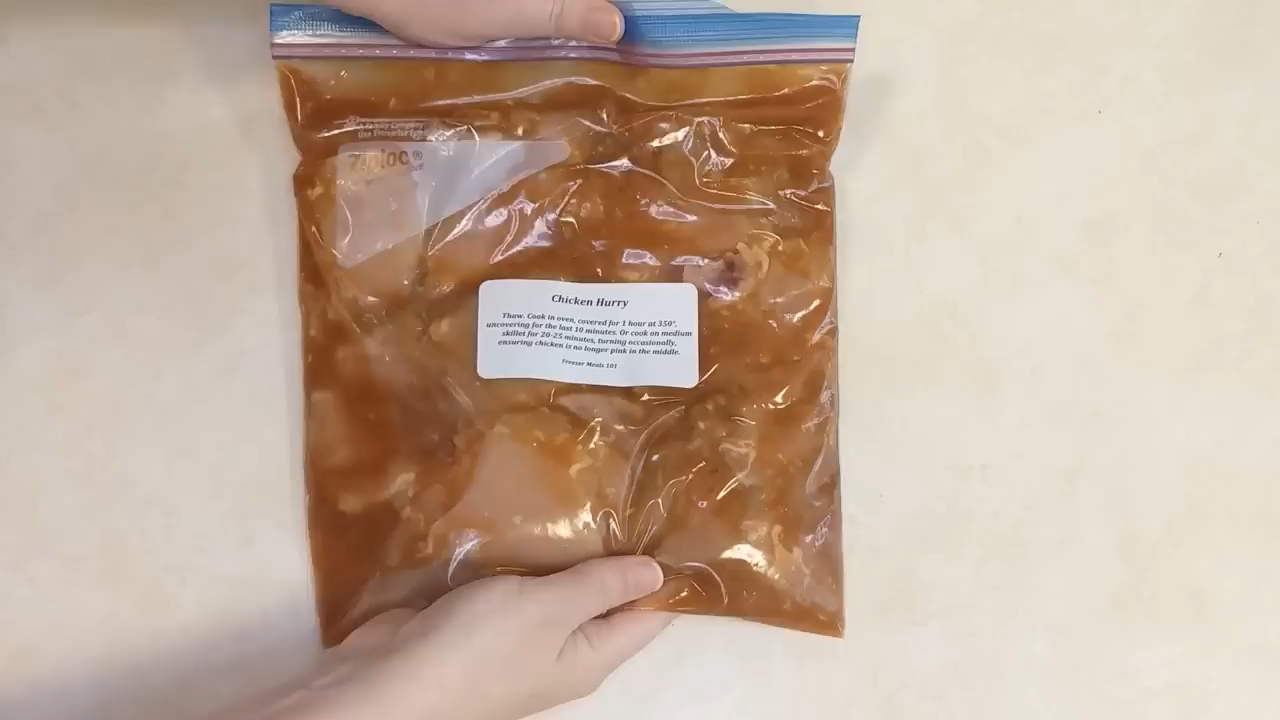 A Family Company
Ziploc®
Chicken Hurry
Thaw. Cook in oven, covered for 1 hour at 350°,
uncovering for the last 10 minutes. Or cook on medium
skillet for 20-25 minutes, turning occasionally,
ensuring chicken is no longer pink in the middle.
Freezer Meals 101